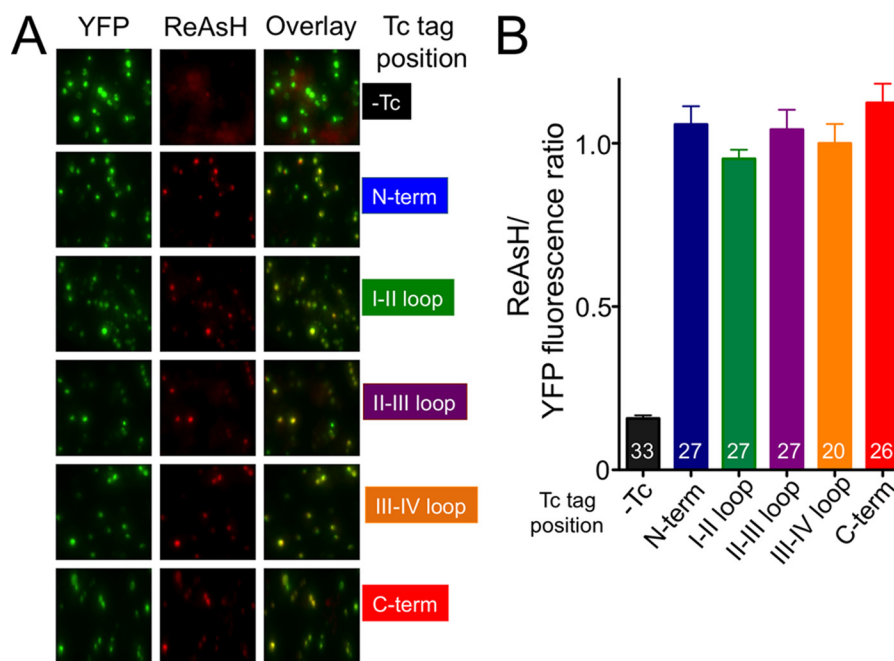 A
YFP
ReAsH
Overlay
Tc tag
position
-Tc
N-term
I-II loop
II-III loop
III-IV loop
C-term
B
ReAsH/
YFP fluorescence ratio
1.0
0.5
0
33
27
27
27
20
26
Tc tag
position
-Tc
N-term
I-II loop
II-III loop
III-IV loop
C-term